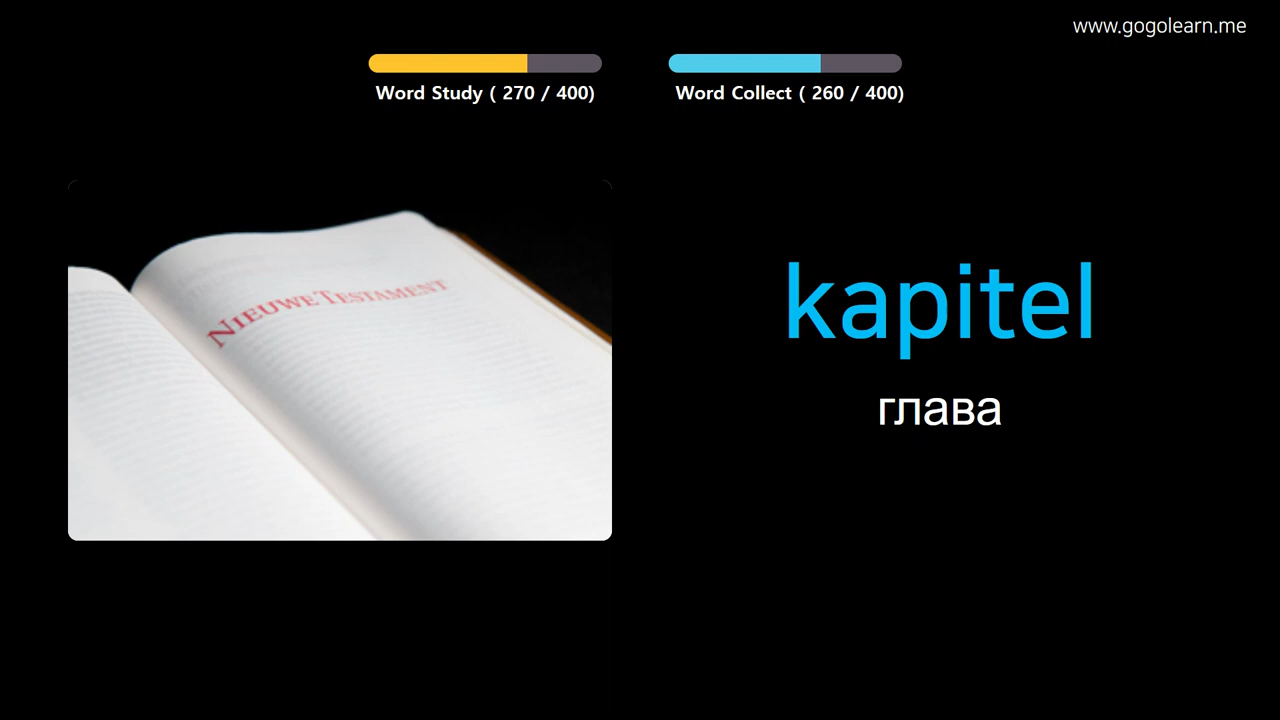 www.gogolearn.me
Word Study ( 270 / 400)
Word Collect ( 260 / 400)
NIEUWE TESTAMENT
kapitel
глава